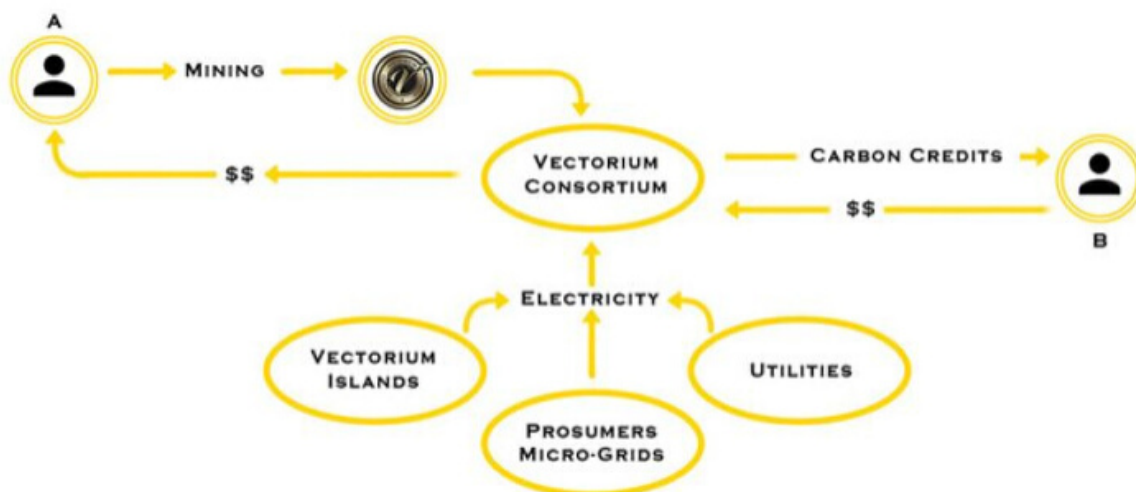 A
MINING
VECTORIUM
CONSORTIUM
CARBON CREDITS
$$
$$
B
ELECTRICITY
VECTORIUM
ISLANDS
UTILITIES
PROSUMERS
MICRO-GRIDS